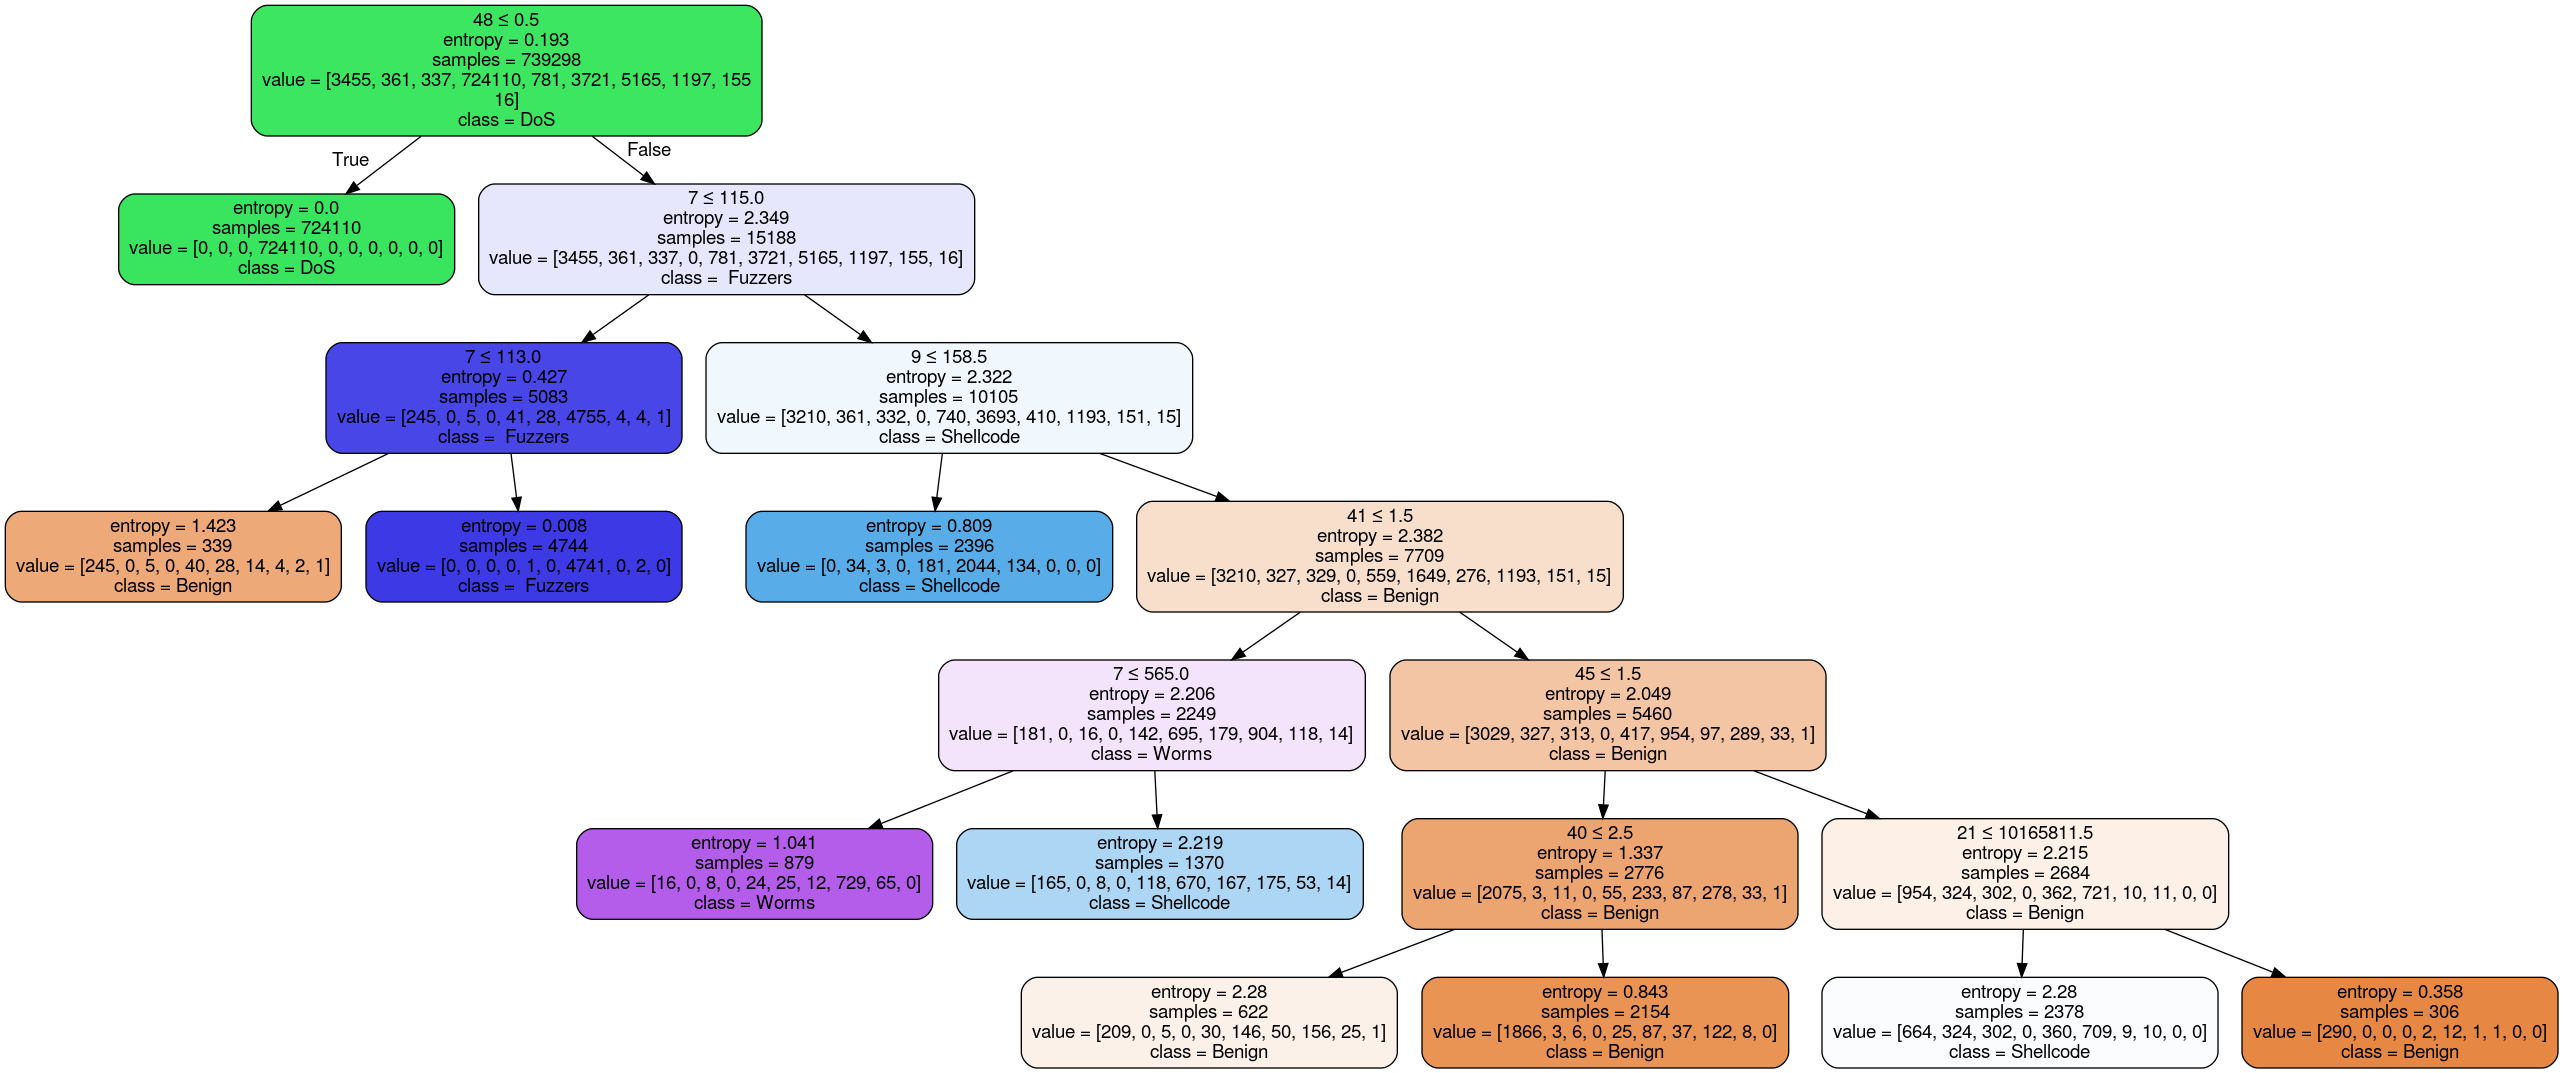 48 ≤ 0.5
entropy = 0.193
samples = 739298
value = [3455, 361, 337, 724110, 781, 3721, 5165, 1197, 155
16]
class = DoS
True
False
entropy = 0.0
samples = 724110
value = [0, 0, 0, 724110, 0, 0, 0, 0, 0, 0]
class = DoS
7 ≤ 115.0
entropy = 2.349
samples = 15188
value = [3455, 361, 337, 0, 781, 3721, 5165, 1197, 155, 16]
class =  Fuzzers
7 ≤ 113.0
entropy = 0.427
samples = 5083
value = [245, 0, 5, 0, 41, 28, 4755, 4, 4, 1]
class =  Fuzzers
9 ≤ 158.5
entropy = 2.322
samples = 10105
value = [3210, 361, 332, 0, 740, 3693, 410, 1193, 151, 15]
class = Shellcode
entropy = 1.423
samples = 339
value = [245, 0, 5, 0, 40, 28, 14, 4, 2, 1]
class = Benign
entropy = 0.008
samples = 4744
value = [0, 0, 0, 0, 1, 0, 4741, 0, 2, 0]
class =  Fuzzers
entropy = 0.809
samples = 2396
value = [0, 34, 3, 0, 181, 2044, 134, 0, 0, 0]
class = Shellcode
41 ≤ 1.5
entropy = 2.382
samples = 7709
value = [3210, 327, 329, 0, 559, 1649, 276, 1193, 151, 15]
class = Benign
7 ≤ 565.0
entropy = 2.206
samples = 2249
value = [181, 0, 16, 0, 142, 695, 179, 904, 118, 14]
class = Worms
45 ≤ 1.5
entropy = 2.049
samples = 5460
value = [3029, 327, 313, 0, 417, 954, 97, 289, 33, 1]
class = Benign
entropy = 1.041
samples = 879
value = [16, 0, 8, 0, 24, 25, 12, 729, 65, 0]
class = Worms
entropy = 2.219
samples = 1370
value = [165, 0, 8, 0, 118, 670, 167, 175, 53, 14]
class = Shellcode
40 ≤ 2.5
entropy = 1.337
samples = 2776
value = [2075, 3, 11, 0, 55, 233, 87, 278, 33, 1]
class = Benign
21 ≤ 10165811.5
entropy = 2.215
samples = 2684
value = [954, 324, 302, 0, 362, 721, 10, 11, 0, 0]
class = Benign
entropy = 2.28
samples = 622
value = [209, 0, 5, 0, 30, 146, 50, 156, 25, 1]
class = Benign
entropy = 0.843
samples = 2154
value = [1866, 3, 6, 0, 25, 87, 37, 122, 8, 0]
class = Benign
entropy = 2.28
samples = 2378
value = [664, 324, 302, 0, 360, 709, 9, 10, 0, 0]
class = Shellcode
entropy = 0.358
samples = 306
value = [290, 0, 0, 0, 2, 12, 1, 1, 0, 0]
class = Benign